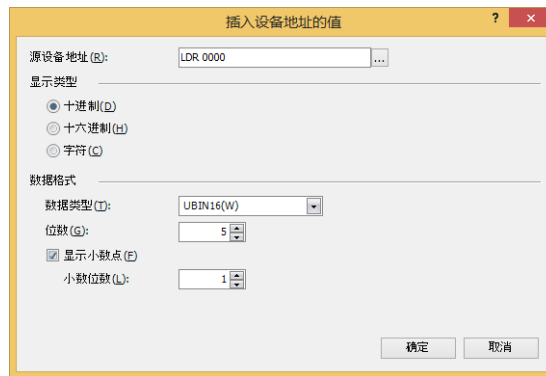 插入设备地址的值
? ×
源设备地址(R): LDR 0000 ...
显示类型
十进制(D)
十六进制(H)
字符(C)
数据格式
数据类型(T): UBIN16(W)
位数(G): 5
显示小数点(F)
小数位数(L): 1
确定 取消